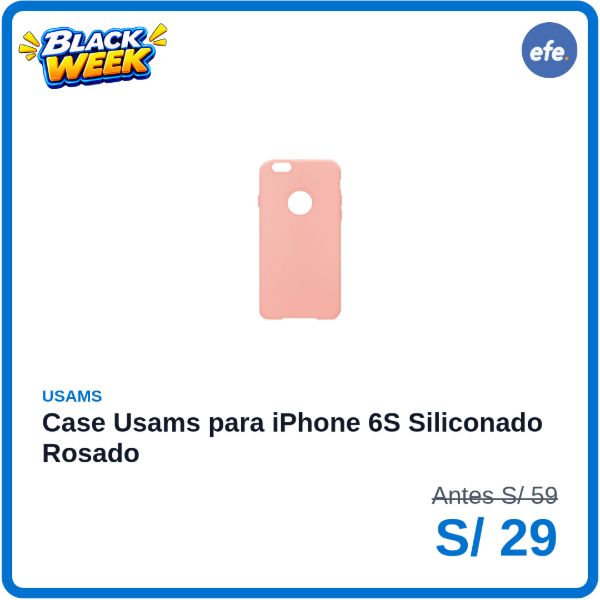 BLACK
WEEK
efe.
USAMS
Case Usams para iPhone 6S Siliconado
Rosado
Antes S/ 59
S/ 29